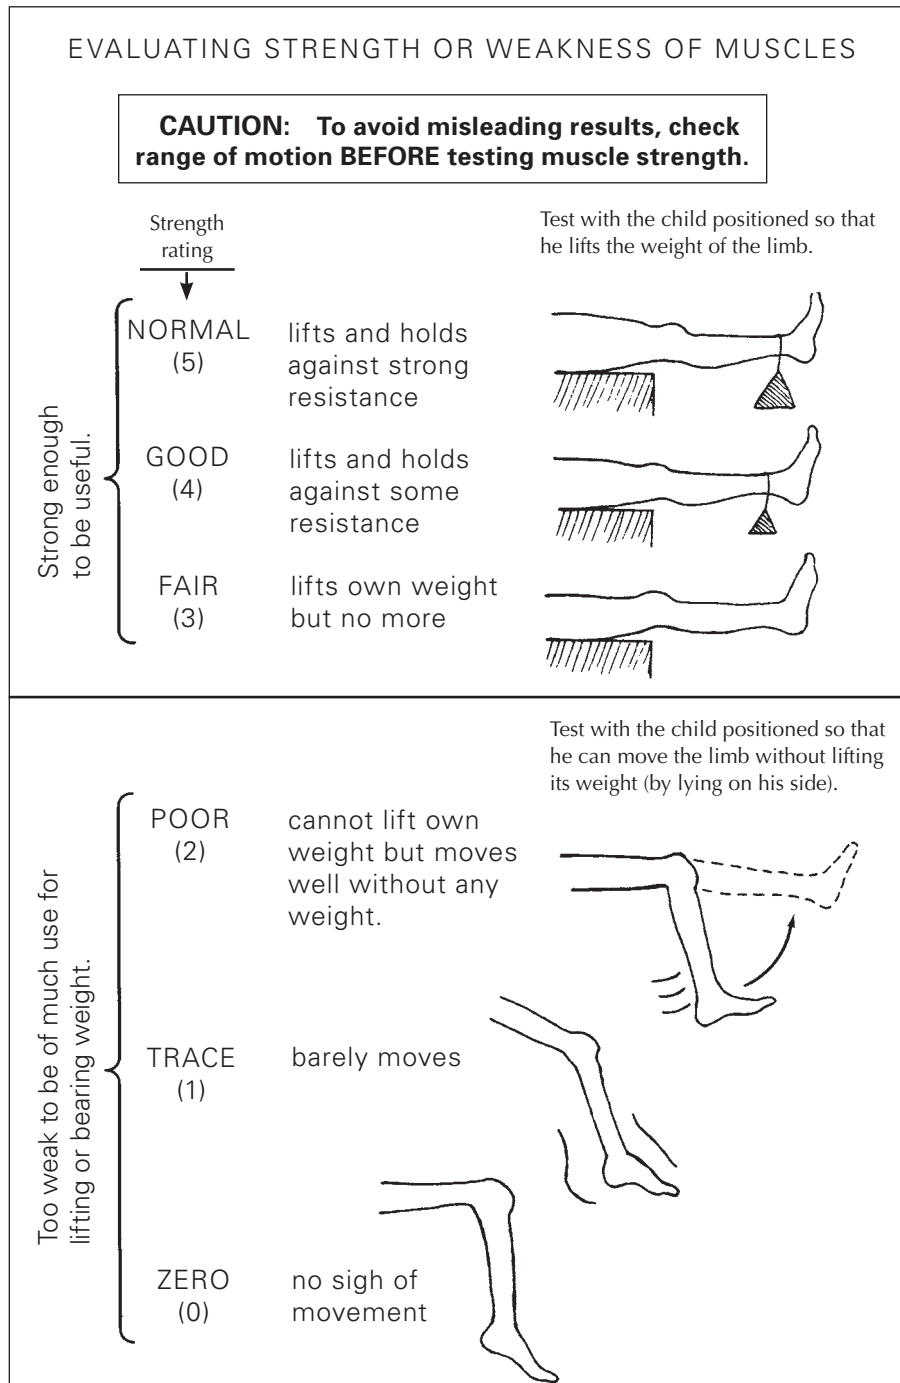 EVALUATING STRENGTH OR WEAKNESS OF MUSCLES
CAUTION: To avoid misleading results, check
range of motion BEFORE testing muscle strength.
Strength
rating
Test with the child positioned so that
he lifts the weight of the limb.
Strong enough
to be useful.
NORMAL
(5)
lifts and holds
against strong
resistance
GOOD
(4)
lifts and holds
against some
resistance
FAIR
(3)
lifts own weight
but no more
Test with the child positioned so that
he can move the limb without lifting
its weight (by lying on his side).
Too weak to be of much use for
lifting or bearing weight.
POOR
(2)
cannot lift own
weight but moves
well without any
weight.
TRACE
(1)
barely moves
ZERO
(0)
no sigh of
movement